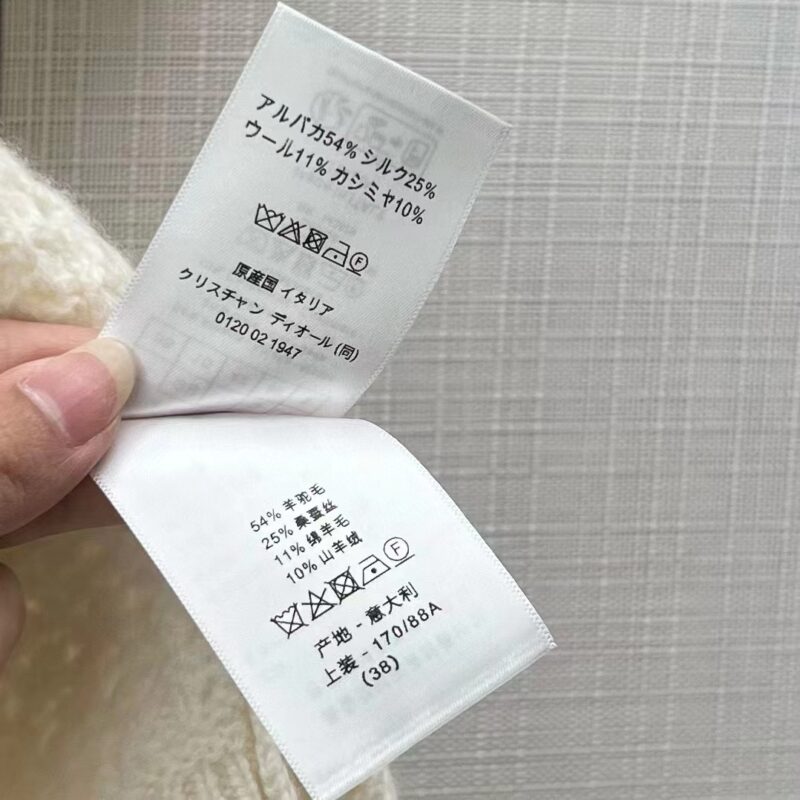 アルパカ54% シルク25%
ウール11% カシミヤ10%
F
原産国 イタリア
クリスチャン ディオール (同)
0120 02 1947
54% 羊驼毛
25% 桑蚕丝
11% 绵羊毛
10% 山羊绒
F
产地 - 意大利
上装 - 170/88A
(38)